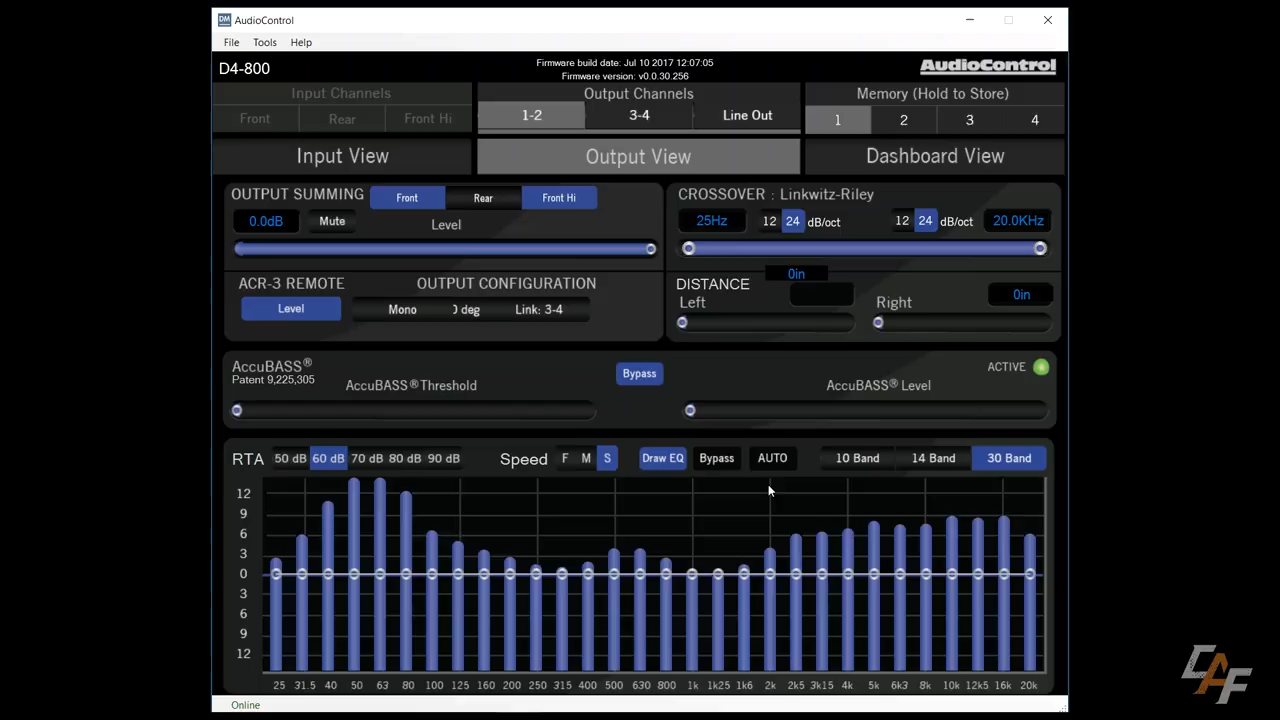 AudioControl
File Tools Help
D4-800
Firmware build date: Jul 10 2017 12:07:05
Firmware version: v0.0.30.256
AudioControl
Input Channels
Front Rear Front Hi
Output Channels
1-2 3-4 Line Out
Memory (Hold to Store)
1 2 3 4
Input View
Output View
Dashboard View
OUTPUT SUMMING Front Rear Front Hi
0.0dB Mute Level
ACR-3 REMOTE
Level
OUTPUT CONFIGURATION
Mono 0 deg Link: 3-4
CROSSOVER : Linkwitz-Riley
25Hz 12 24 dB/oct 12 24 dB/oct 20.0KHz
DISTANCE
0in
Left
Right 0in
AccuBASS®
Patent 9,225,305
AccuBASS® Threshold
Bypass
AccuBASS® Level
ACTIVE
RTA 50 dB 60 dB 70 dB 80 dB 90 dB Speed F M S Draw EQ Bypass AUTO 10 Band 14 Band 30 Band
12
9
6
3
0
3
6
9
12
25 31.5 40 50 63 80 100 125 160 200 250 315 400 500 630 800 1k 1k25 1k6 2k 2k5 3k15 4k 5k 6k3 8k 10k 12k5 16k 20k
Online
CAF